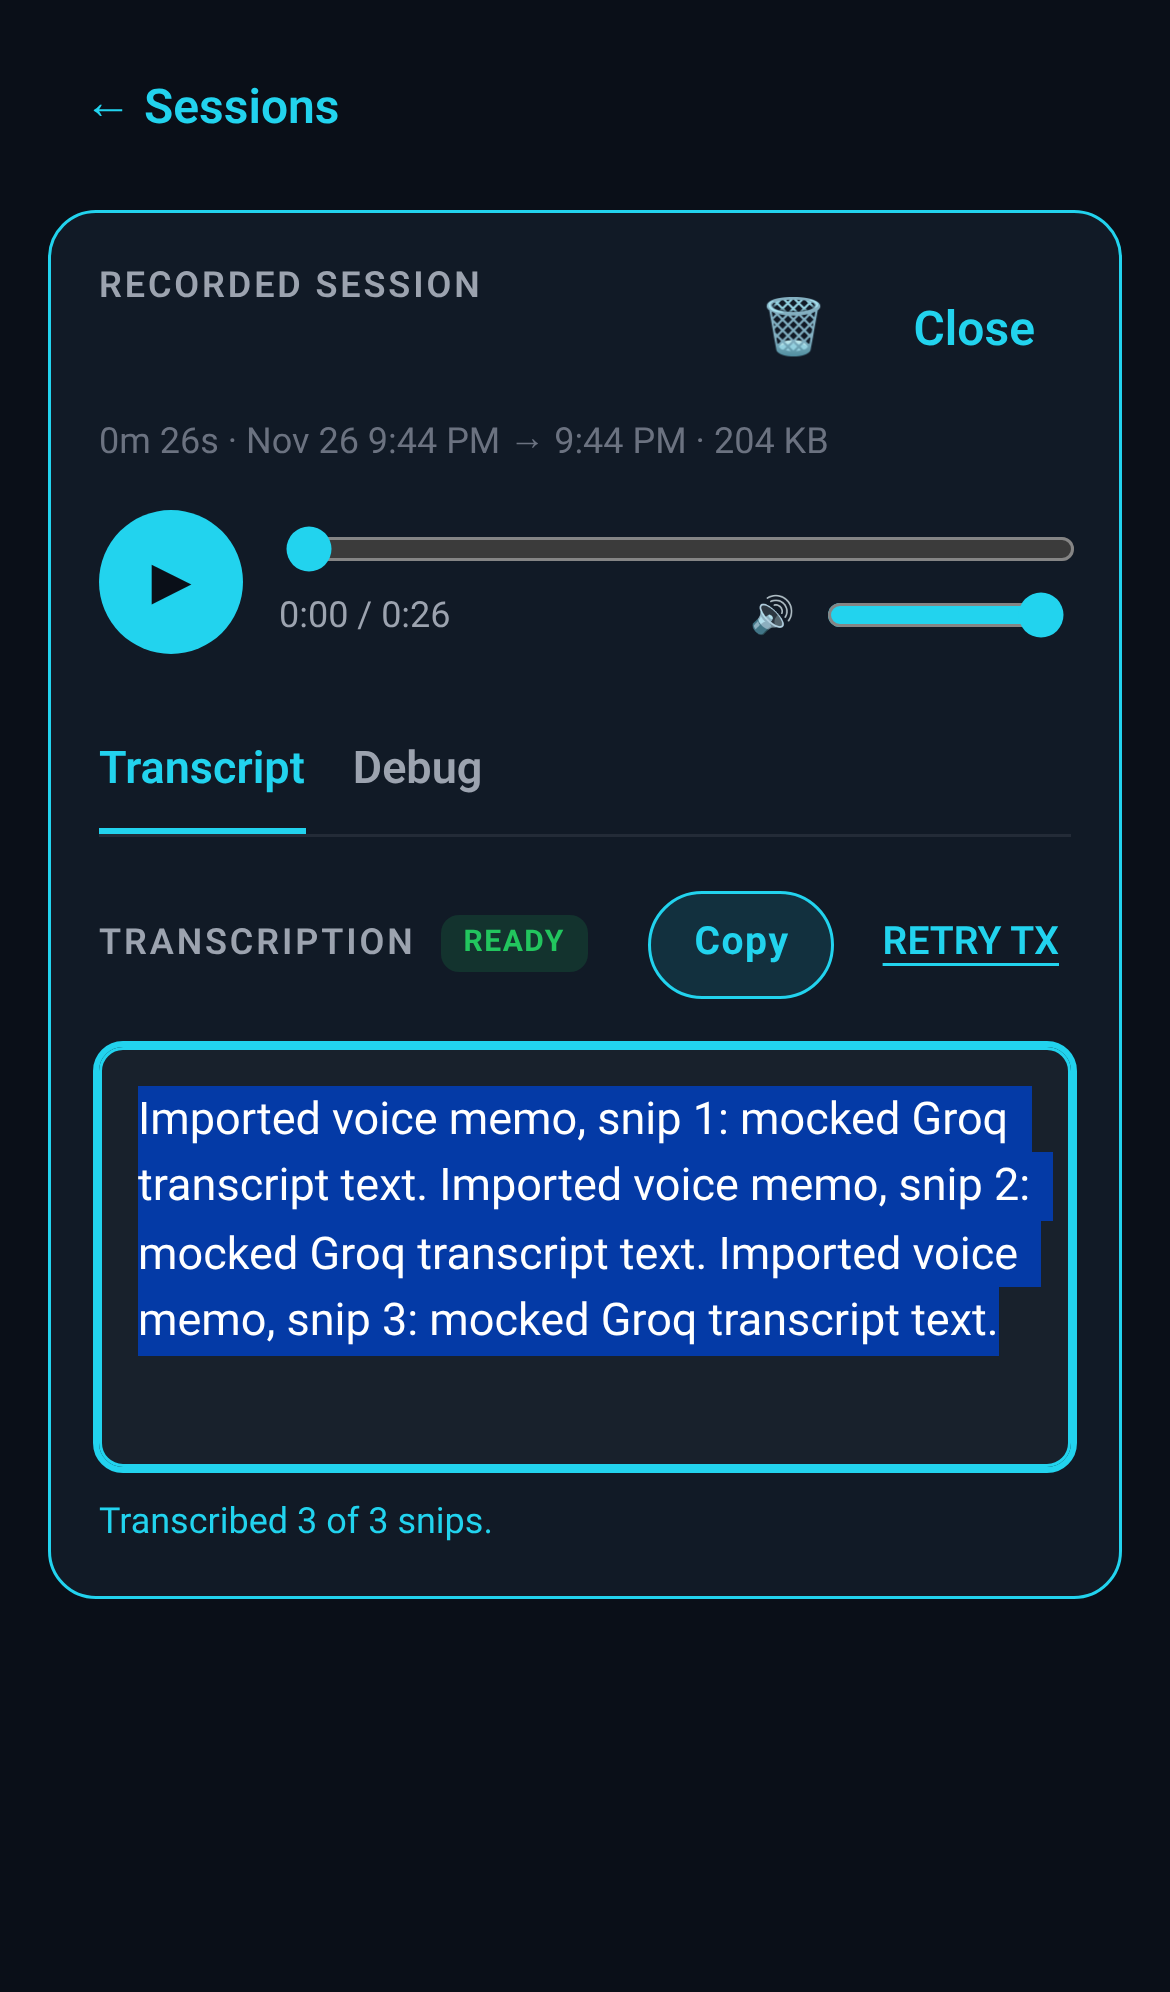 ← Sessions
RECORDED SESSION
Close
0m 26s · Nov 26 9:44 PM → 9:44 PM · 204 KB
0:00 / 0:26
Transcript Debug
TRANSCRIPTION READY Copy RETRY TX
Imported voice memo, snip 1: mocked Groq
transcript text. Imported voice memo, snip 2:
mocked Groq transcript text. Imported voice
memo, snip 3: mocked Groq transcript text.
Transcribed 3 of 3 snips.